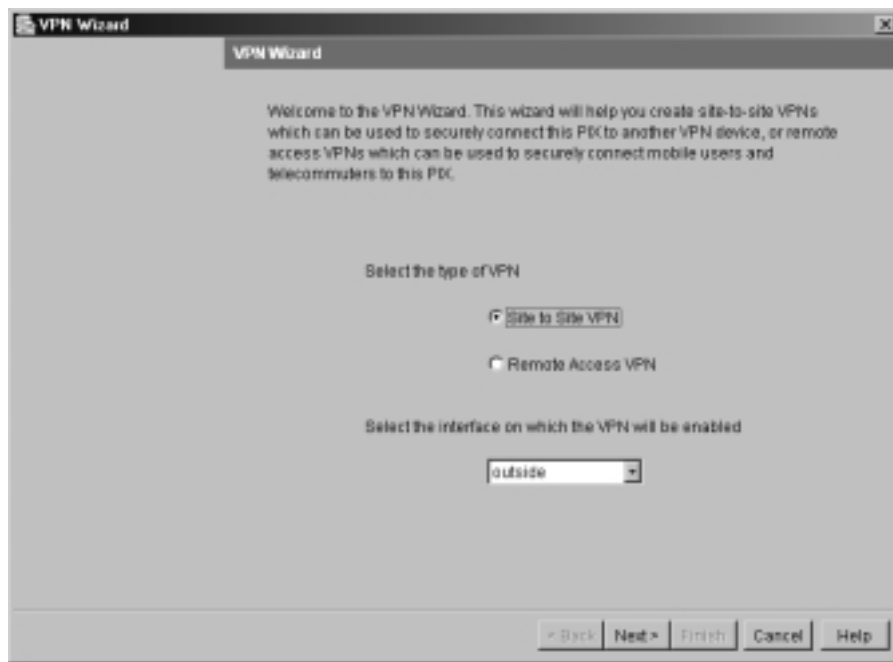 VPN Wizard
VPN Wizard
Welcome to the VPN Wizard. This wizard will help you create site-to-site VPNs
which can be used to securely connect this PIX to another VPN device, or remote
access VPNs which can be used to securely connect mobile users and
telecommuters to this PIX.
Select the type of VPN
Site to Site VPN
Remote Access VPN
Select the interface on which the VPN will be enabled
outside
< Back Next > Finish Cancel Help